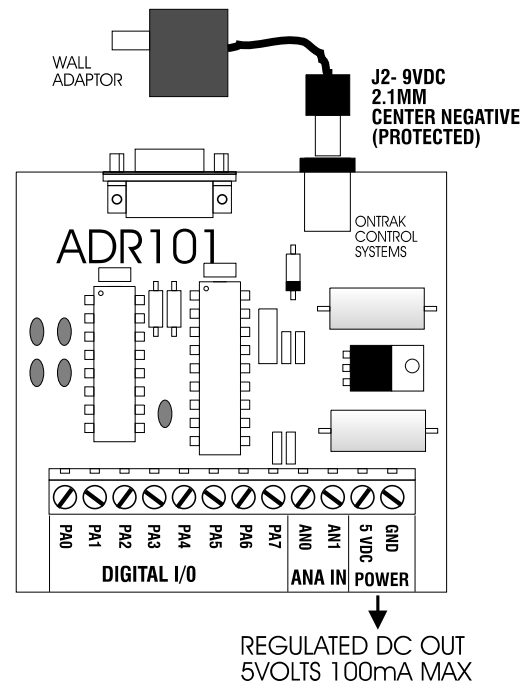 WALL
ADAPTOR
J2- 9VDC
2.1MM
CENTER NEGATIVE
(PROTECTED)
ADR101
ONTRAK
CONTROL
SYSTEMS
PA0 PA1 PA2 PA3 PA4 PA5 PA6 PA7 AN0 AN1 5 VDC GND
DIGITAL I/0 ANA IN POWER
REGULATED DC OUT
5VOLTS 100mA MAX